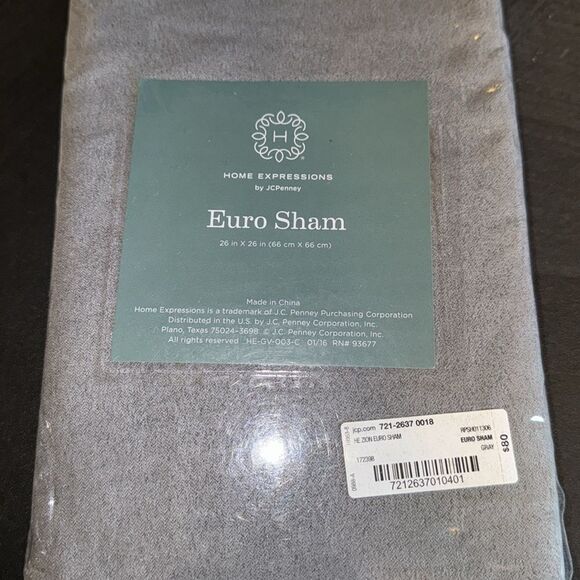 H
HOME EXPRESSIONS
by JCPenney
Euro Sham
26 in X 26 in (66 cm X 66 cm)
Made in China
Home Expressions is a trademark of J.C. Penney Purchasing Corporation
Distributed in the U.S. by J.C. Penney Corporation, Inc.
Plano, Texas 75024-3698 © J.C. Penney Corporation, Inc.
All rights reserved HE-GV-003-C 01/16 RN# 93677
jcp.com 721-2637 0018
RPSH011306
HE ZION EURO SHAM
EURO SHAM
GRAY
17239B
7212637010401
$80